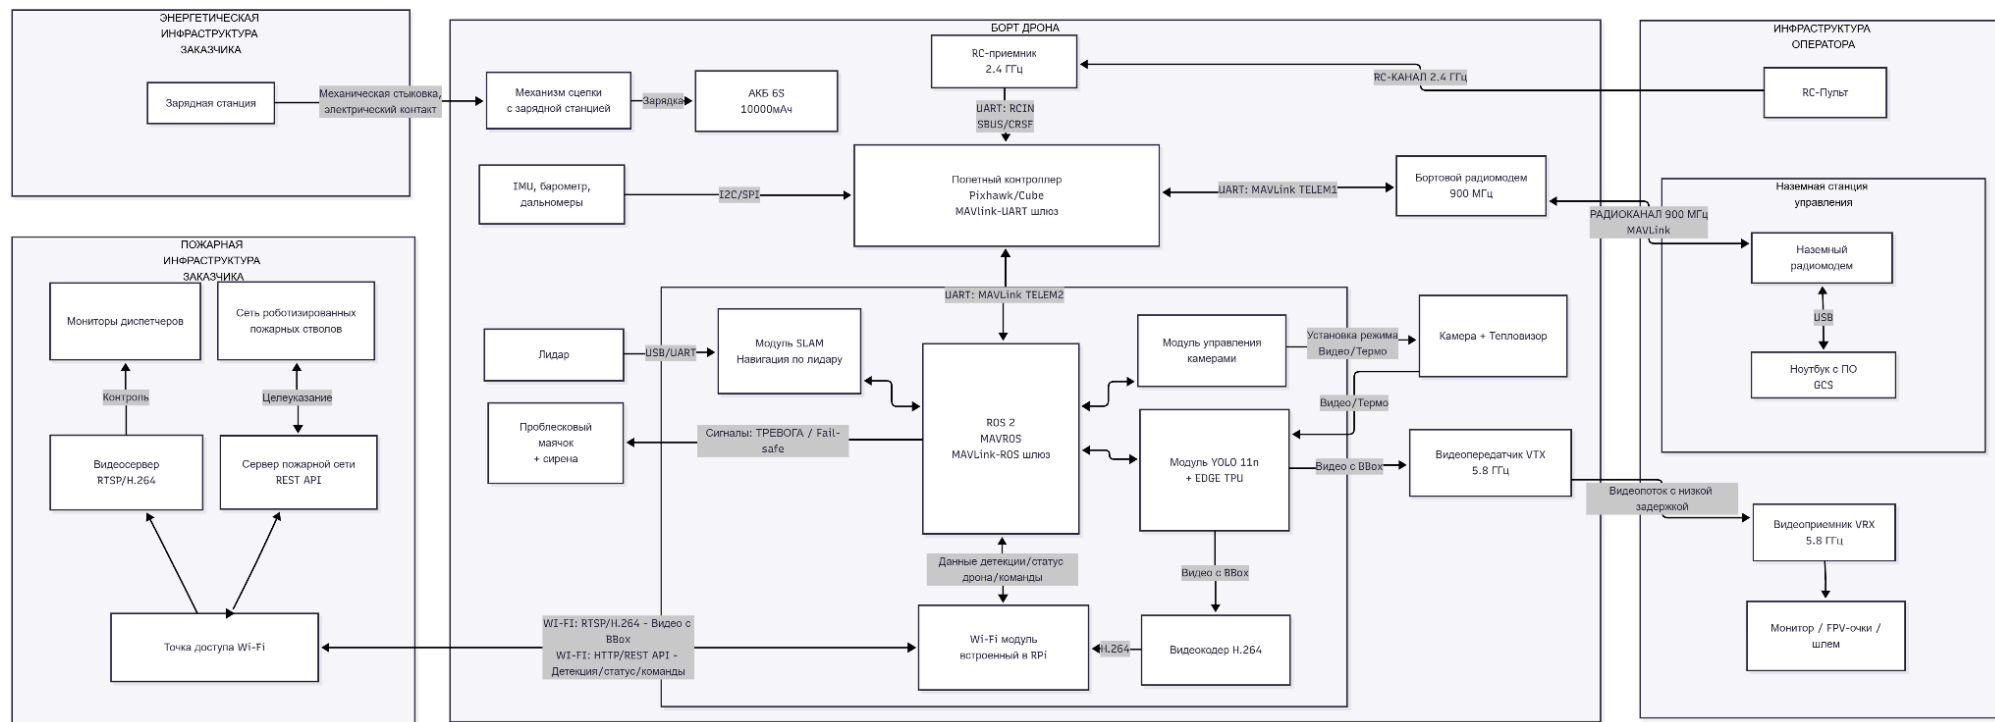 ЭНЕРГЕТИЧЕСКАЯ
ИНФРАСТРУКТУРА
ЗАКАЗЧИКА
Зарядная станция
Механическая стыковка,
электрический контакт
ПОЖАРНАЯ
ИНФРАСТРУКТУРА
ЗАКАЗЧИКА
Мониторы диспетчеров
Сеть роботизированных
пожарных стволов
Контроль
Целеуказание
Видеосервер
RTSP/H.264
Сервер пожарной сети
REST API
Точка доступа Wi-Fi
WI-FI: RTSP/H.264 - Видео с
BBox
WI-FI: HTTP/REST API -
Детекция/статус/команды
БОРТ ДРОНА
RC-приемник
2.4 ГГц
Механизм сцепки
с зарядной станцией
Зарядка
АКБ 6S
10000мАч
UART: RCIN
SBUS/CRSF
IMU, барометр,
дальномеры
I2C/SPI
Полетный контроллер
Pixhawk/Cube
MAVlink-UART шлюз
UART: MAVLink TELEM1
Бортовой радиомодем
900 МГц
UART: MAVLink TELEM2
Лидар
USB/UART
Модуль SLAM
Навигация по лидару
Модуль управления
камерами
Установка режима
Видео/Термо
Камера + Тепловизор
Видео/Термо
Проблесковый
маячок
+ сирена
Сигналы: ТРЕВОГА / Fail-
safe
ROS 2
MAVROS
MAVLink-ROS шлюз
Модуль YOLO 11n
+ EDGE TPU
Видео с BBox
Видеопередатчик VTX
5.8 ГГц
Данные детекции/статус
дрона/команды
Видео с BBox
Wi-Fi модуль
встроенный в RPi
H.264
Видеокодер H.264
ИНФРАСТРУКТУРА
ОПЕРАТОРА
RC-КАНАЛ 2.4 ГГц
RC-Пульт
Наземная станция
управления
РАДИОКАНАЛ 900 МГц
MAVLink
Наземный
радиомодем
USB
Ноутбук с ПО
GCS
Видеопоток с низкой
задержкой
Видеоприемник VRX
5.8 ГГц
Монитор / FPV-очки /
шлем